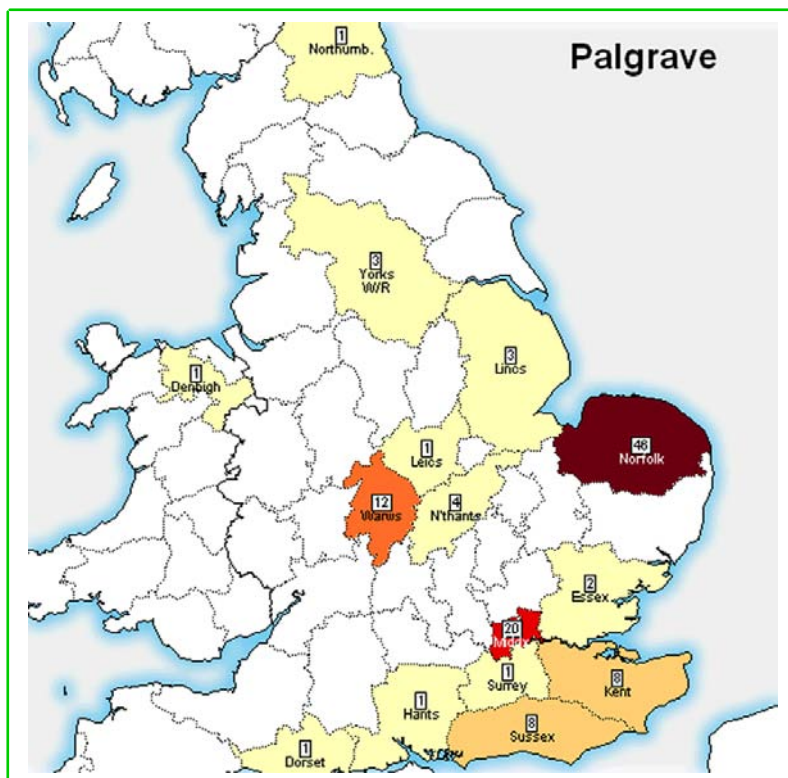 1
Northumb.
Palgrave
3
Yorks
W/R
3
Lincs
1
Denbigh
1
Leics
46
Norfolk
12
Warws
4
N'thants
2
Essex
20
Middx
1
Surrey
8
Kent
1
Hants
8
Sussex
1
Dorset